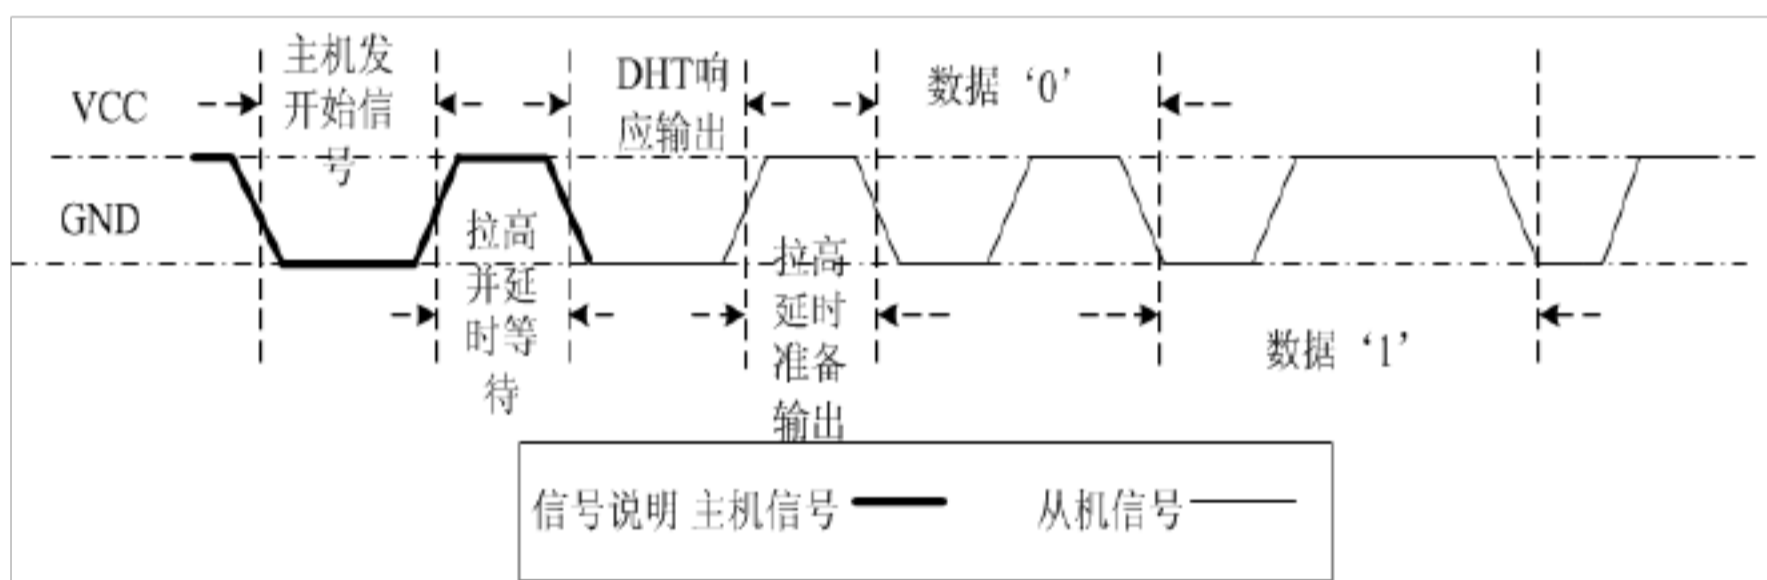 主机发
开始信
号
VCC
GND
拉高
并延
时等
待
DHT响
应输出
拉高
延时
准备
输出
数据‘0’
数据‘1’
信号说明 主机信号
从机信号